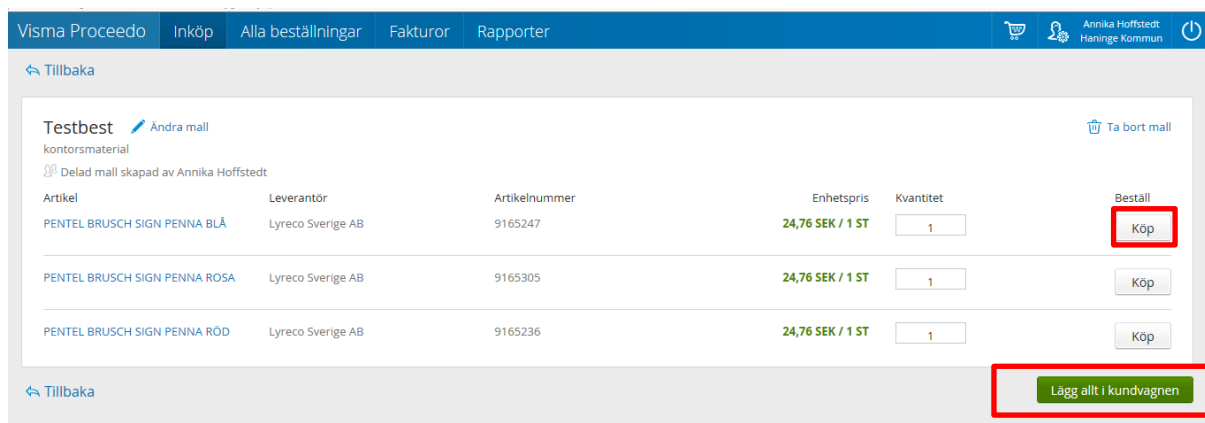 Visma Proceedo Inköp Alla beställningar Fakturor Rapporter Annika Hoffstedt
Haninge Kommun
Tillbaka
Testbest Ändra mall Ta bort mall
kontorsmaterial
Delad mall skapad av Annika Hoffstedt
Artikel Leverantör Artikelnummer Enhetspris Kvantitet Beställ
PENTEL BRUSCH SIGN PENNA BLÅ Lyreco Sverige AB 9165247 24,76 SEK / 1 ST 1 Köp
PENTEL BRUSCH SIGN PENNA ROSA Lyreco Sverige AB 9165305 24,76 SEK / 1 ST 1 Köp
PENTEL BRUSCH SIGN PENNA RÖD Lyreco Sverige AB 9165236 24,76 SEK / 1 ST 1 Köp
Tillbaka Lägg allt i kundvagnen